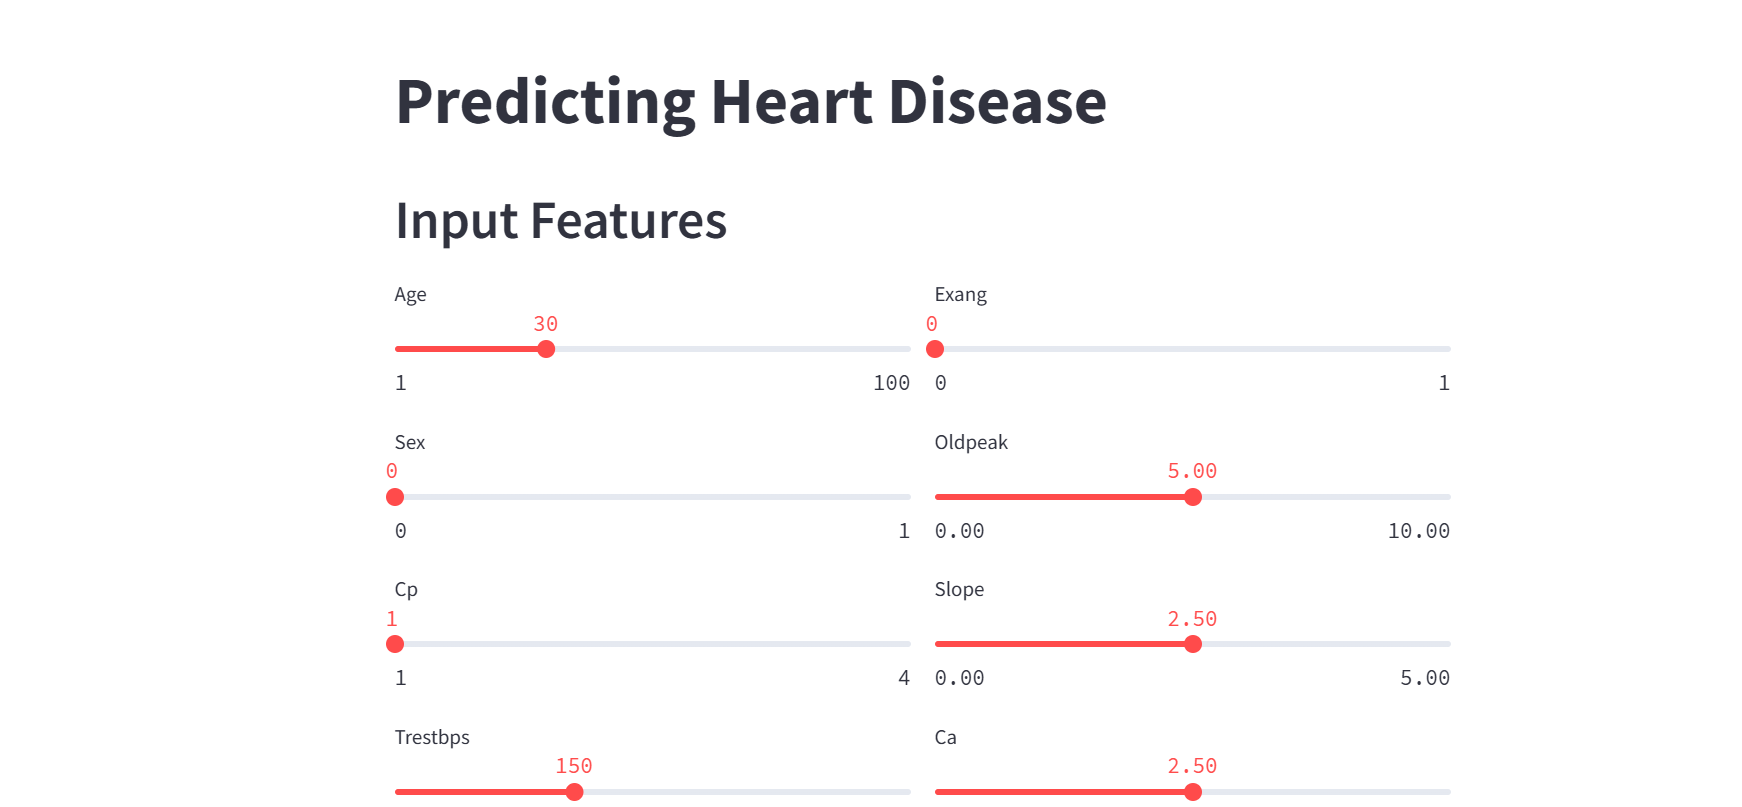 Predicting Heart Disease
Input Features
Age
30
1 100
Sex
0
0 1
Cp
1
1 4
Trestbps
150
Exang
0
0 1
Oldpeak
5.00
0.00 10.00
Slope
2.50
0.00 5.00
Ca
2.50